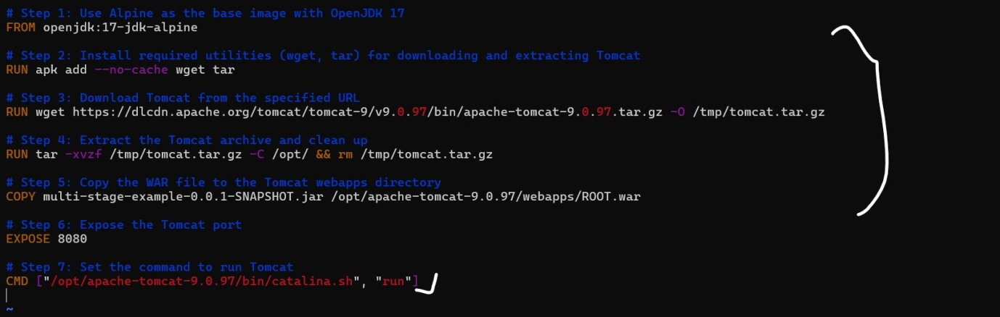 # Step 1: Use Alpine as the base image with OpenJDK 17
FROM openjdk:17-jdk-alpine
# Step 2: Install required utilities (wget, tar) for downloading and extracting Tomcat
RUN apk add --no-cache wget tar
# Step 3: Download Tomcat from the specified URL
RUN wget https://dlcdn.apache.org/tomcat/tomcat-9/v9.0.97/bin/apache-tomcat-9.0.97.tar.gz -O /tmp/tomcat.tar.gz
# Step 4: Extract the Tomcat archive and clean up
RUN tar -xvzf /tmp/tomcat.tar.gz -C /opt/ && rm /tmp/tomcat.tar.gz
# Step 5: Copy the WAR file to the Tomcat webapps directory
COPY multi-stage-example-0.0.1-SNAPSHOT.jar /opt/apache-tomcat-9.0.97/webapps/ROOT.war
# Step 6: Expose the Tomcat port
EXPOSE 8080
# Step 7: Set the command to run Tomcat
CMD ["/opt/apache-tomcat-9.0.97/bin/catalina.sh", "run"]
~